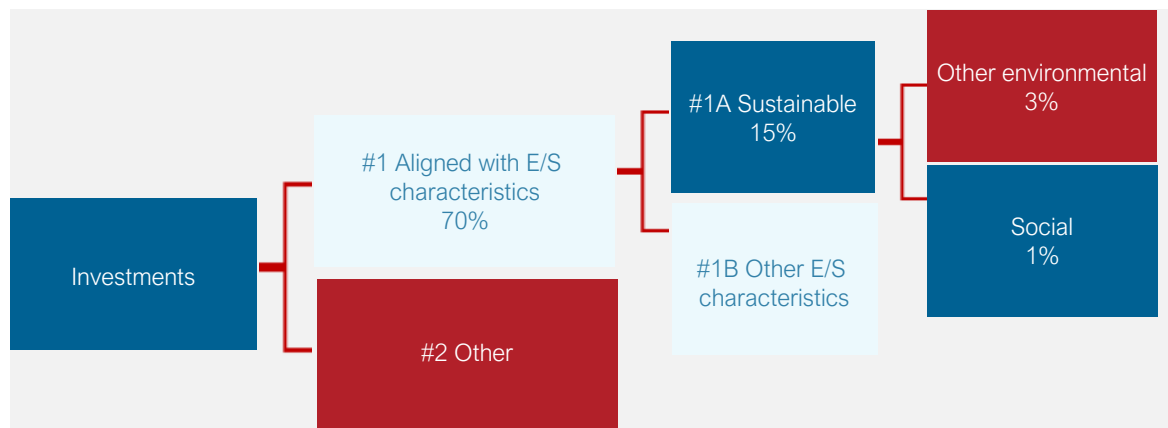 Investments
#1 Aligned with E/S
characteristics
70%
#2 Other
#1A Sustainable
15%
#1B Other E/S
characteristics
Other environmental
3%
Social
1%